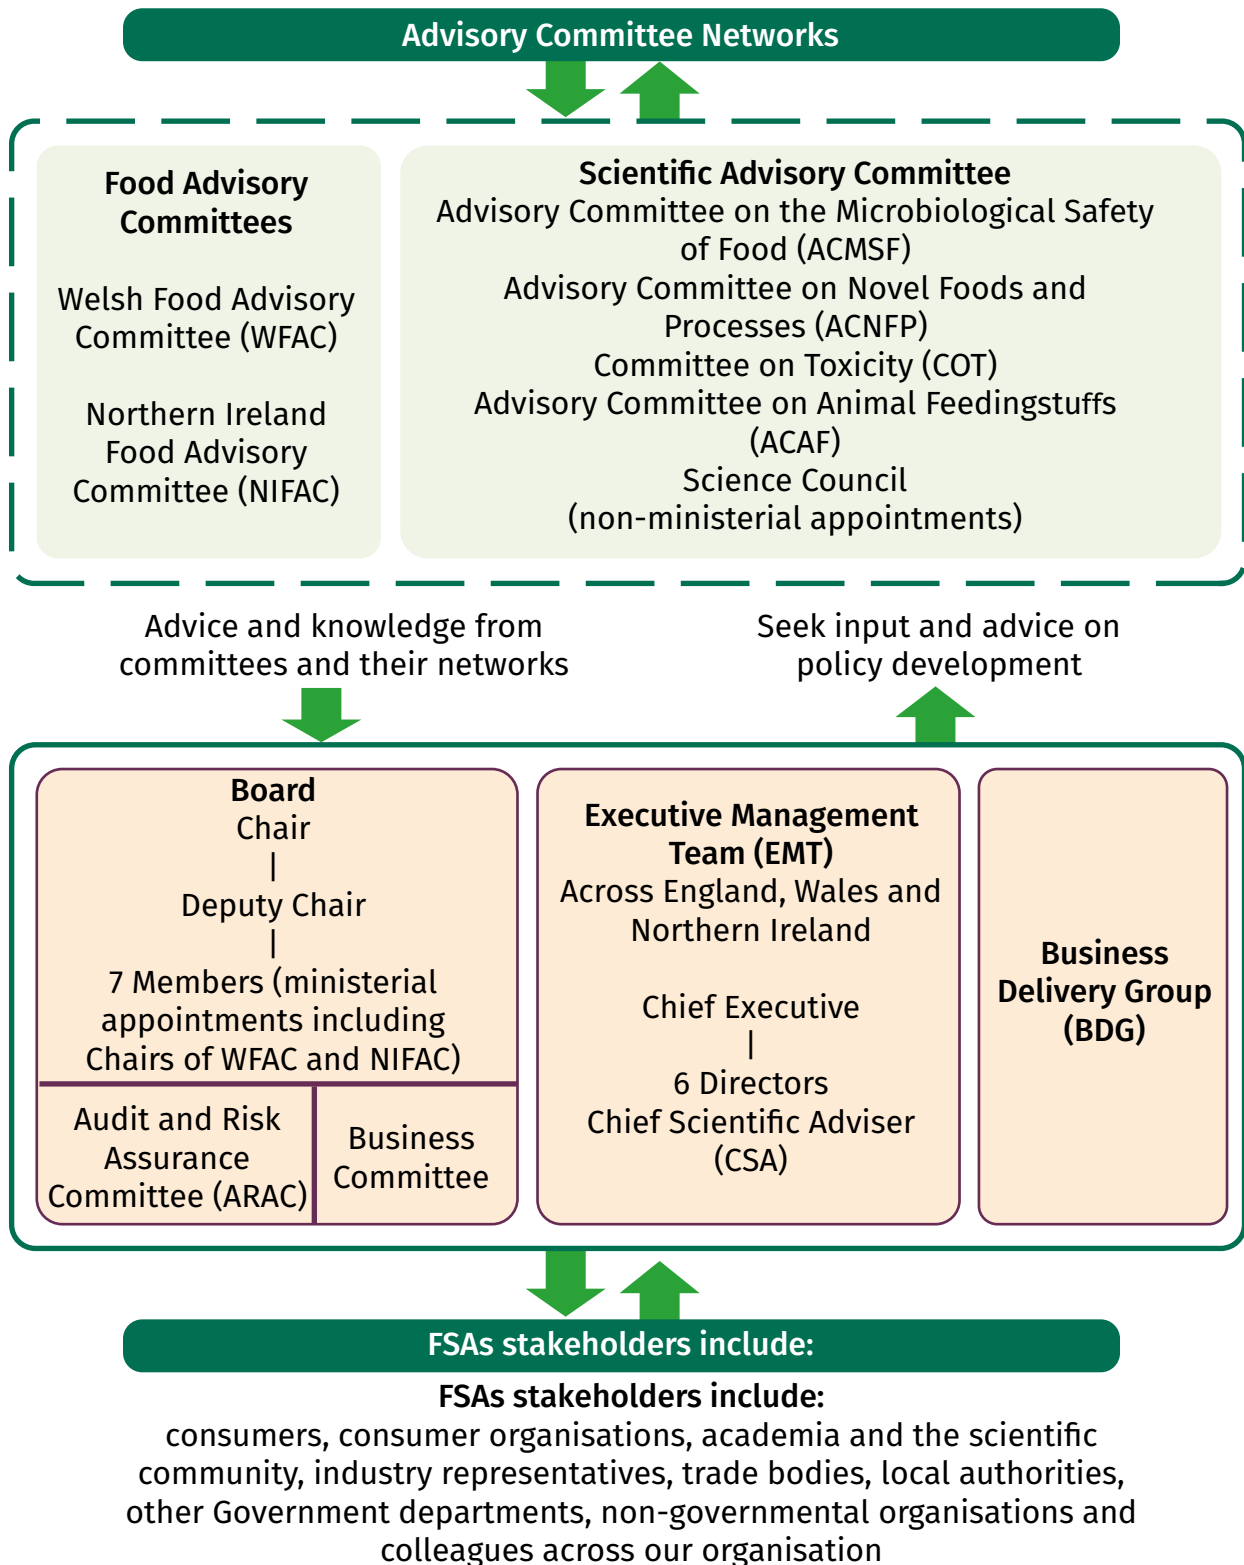 Advisory Committee Networks
Food Advisory
Committees
Welsh Food Advisory
Committee (WFAC)
Northern Ireland
Food Advisory
Committee (NIFAC)
Scientific Advisory Committee
Advisory Committee on the Microbiological Safety
of Food (ACMSF)
Advisory Committee on Novel Foods and
Processes (ACNFP)
Committee on Toxicity (COT)
Advisory Committee on Animal Feedingstuffs
(ACAF)
Science Council
(non-ministerial appointments)
Advice and knowledge from
committees and their networks
Seek input and advice on
policy development
Board
Chair
|
Deputy Chair
|
7 Members (ministerial
appointments including
Chairs of WFAC and NIFAC)
Audit and Risk
Assurance
Committee (ARAC)
Business
Committee
Executive Management
Team (EMT)
Across England, Wales and
Northern Ireland
Chief Executive
|
6 Directors
Chief Scientific Adviser
(CSA)
Business
Delivery Group
(BDG)
FSAs stakeholders include:
FSAs stakeholders include:
consumers, consumer organisations, academia and the scientific
community, industry representatives, trade bodies, local authorities,
other Government departments, non-governmental organisations and
colleagues across our organisation